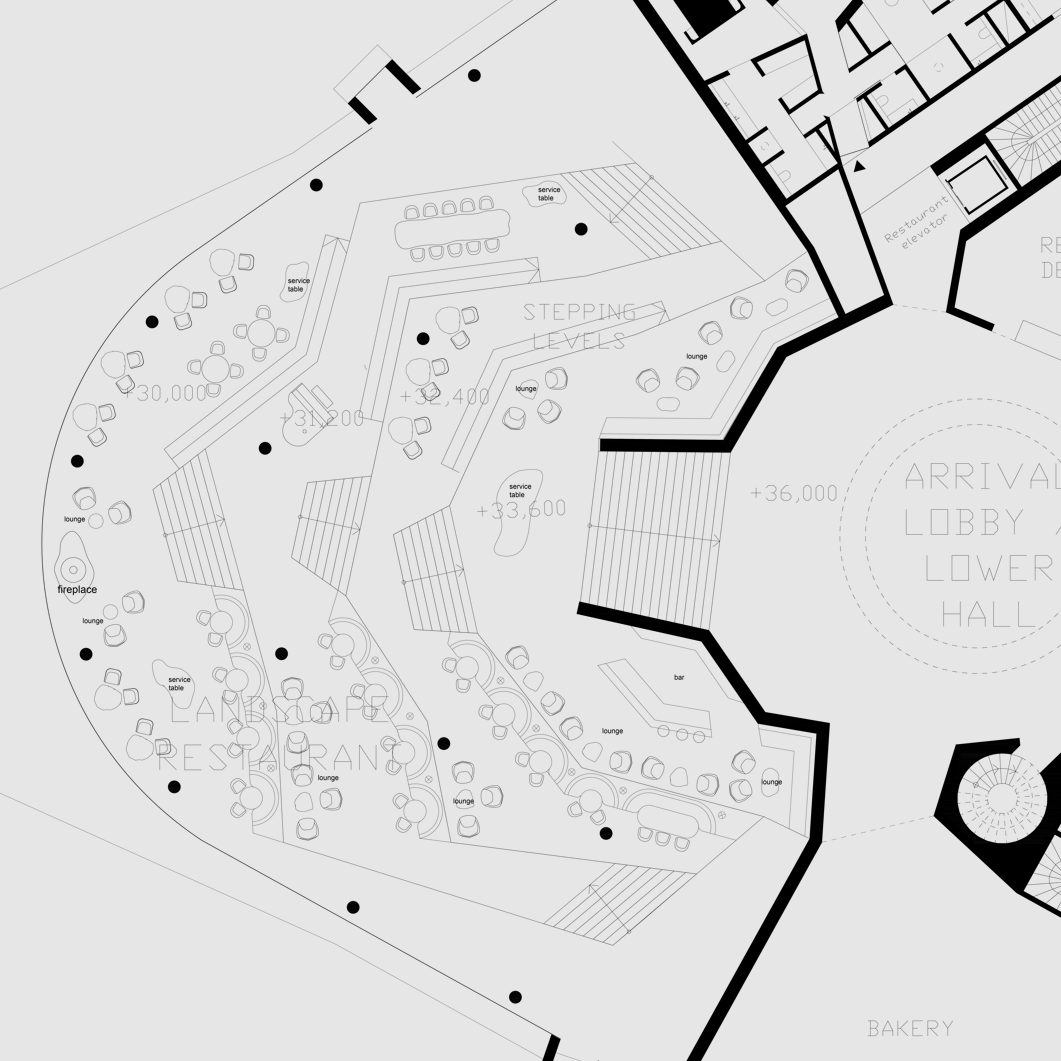 service
table
Restaurant
elevator
RE
DE
service
table
STEPPING
LEVELS
lounge
+30,000
+31,200
+32,400
lounge
service
table
+33,600
+36,000
ARRIVAL
LOBBY /
LOWER
HALL
lounge
fireplace
lounge
service
table
bar
LANDSCAPE
RESTAURANT
lounge
lounge
lounge
lounge
BAKERY